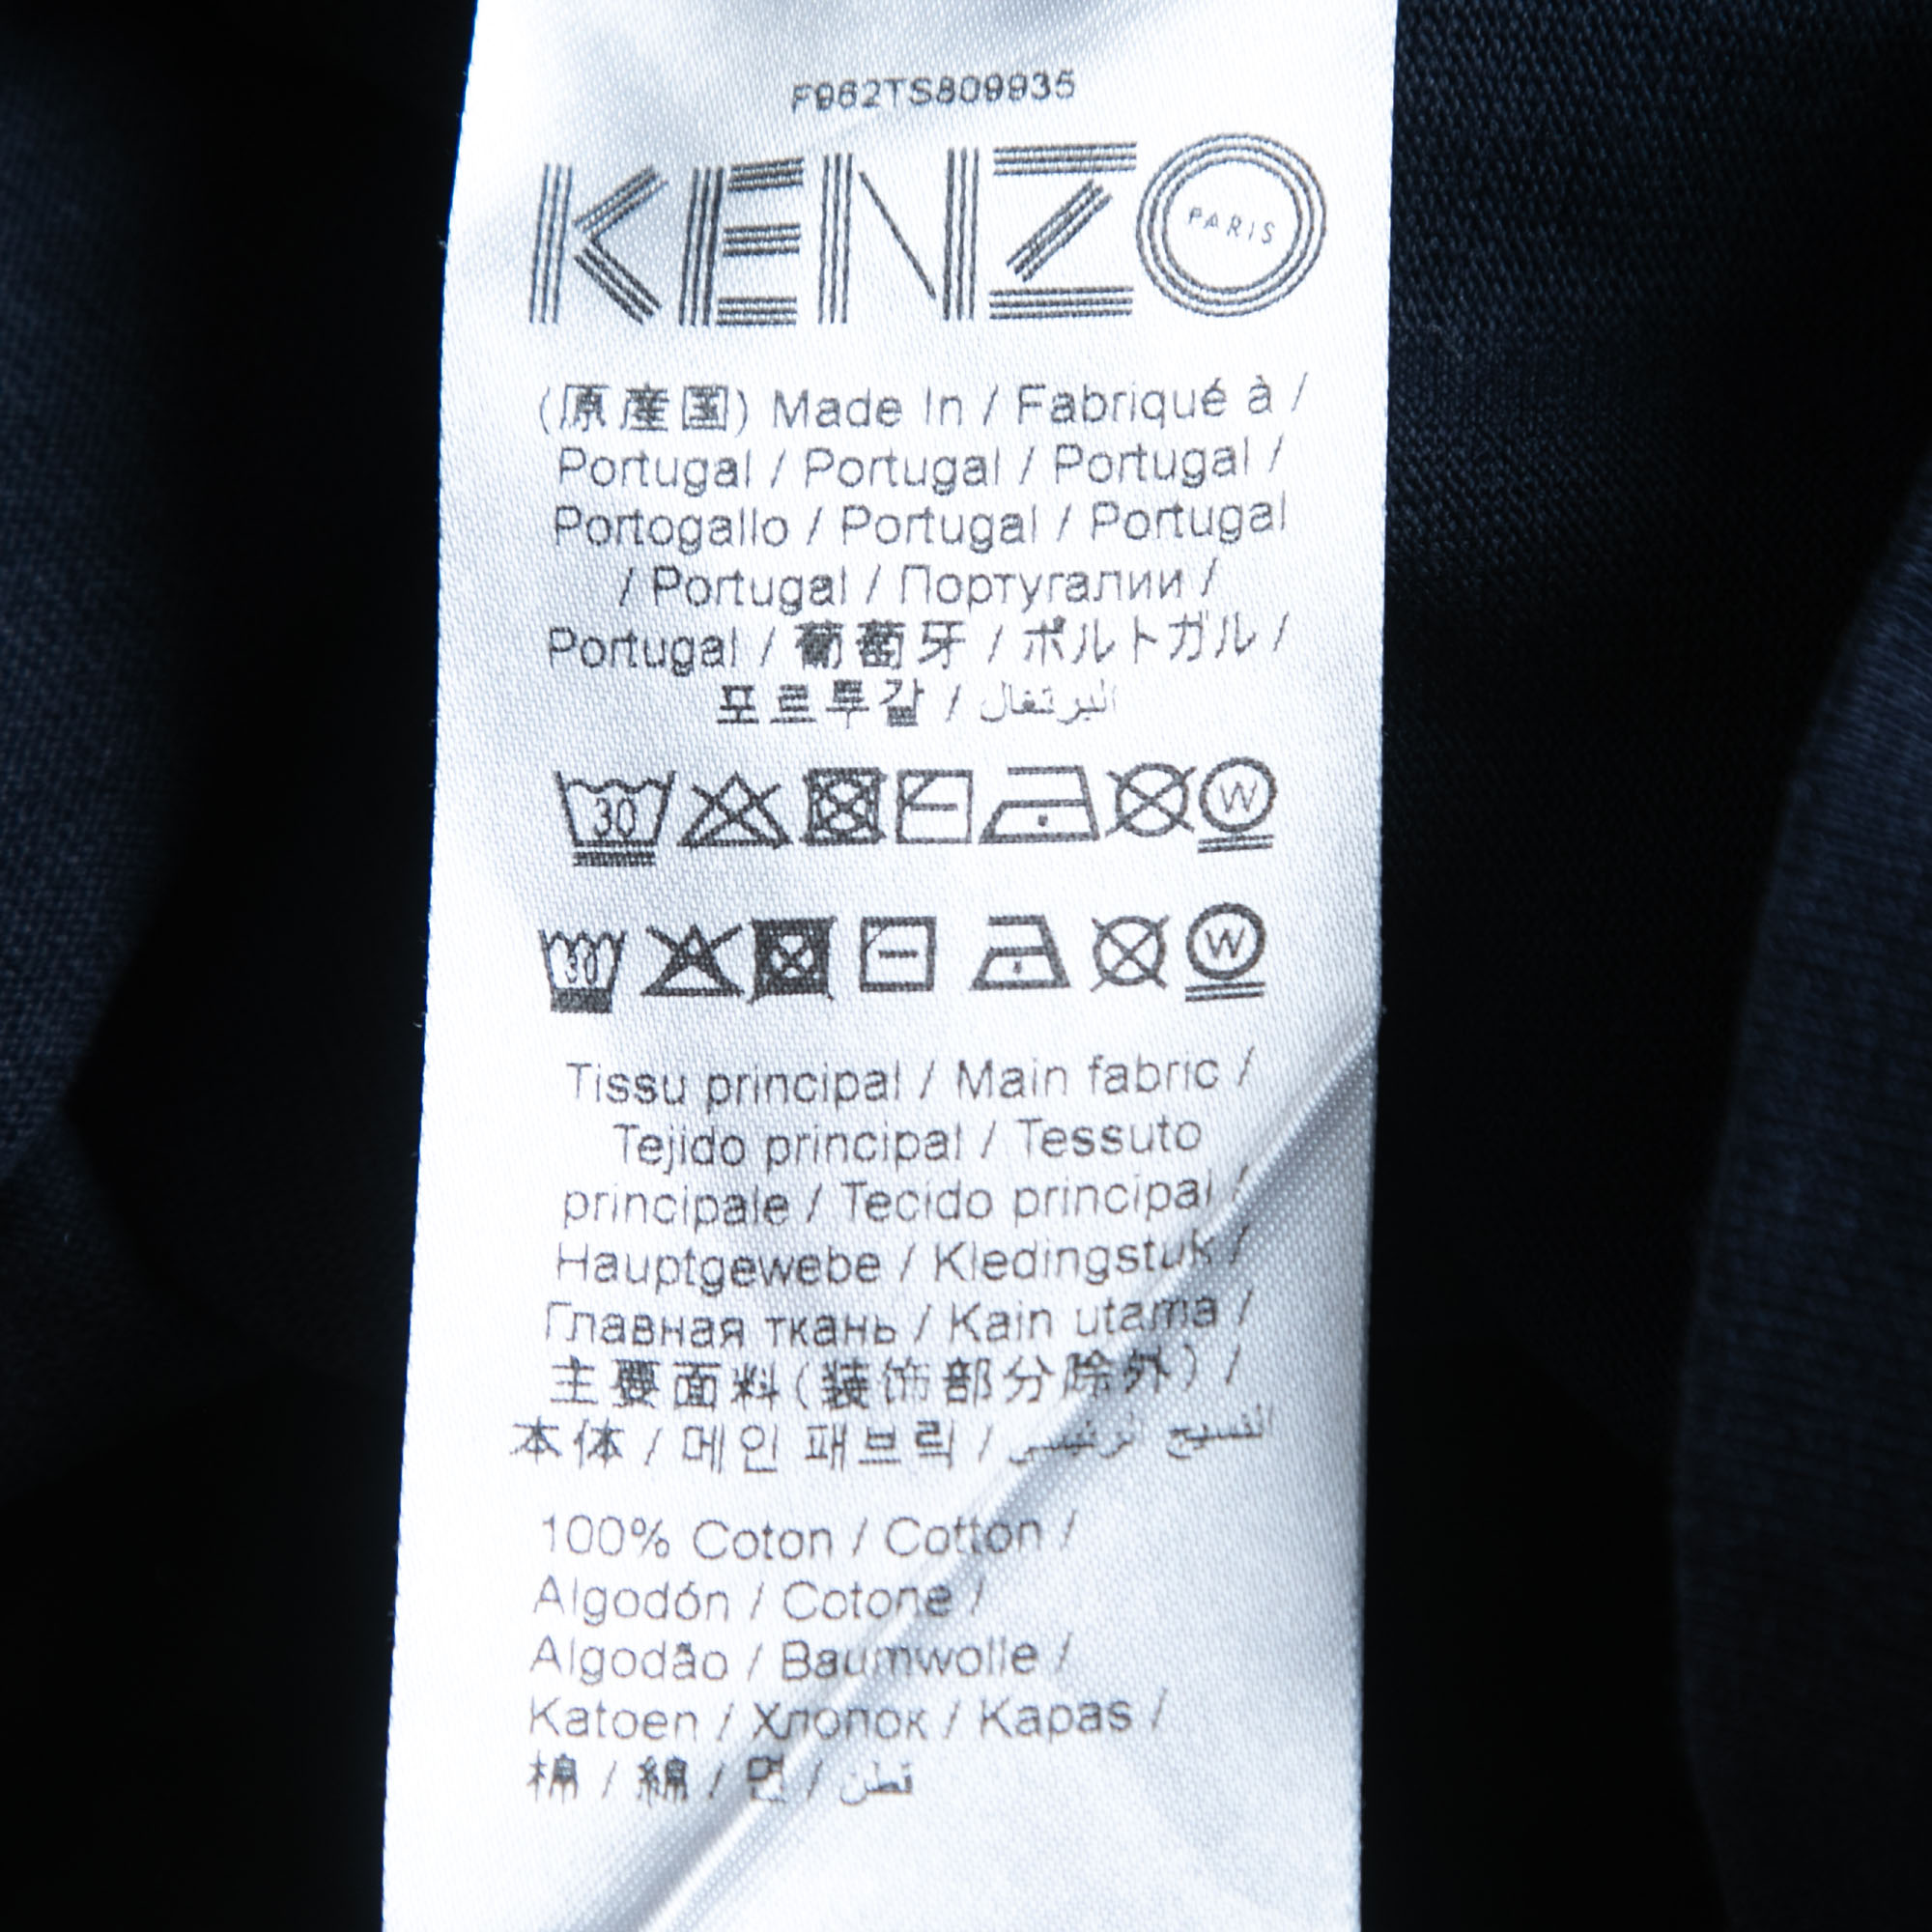 F962TS809935
KENZO
PARIS
(原産国) Made In / Fabriqué à /
Portugal / Portugal / Portugal /
Portogallo / Portugal / Portugal
/ Portugal / Португалии /
Portugal / 葡萄牙 / ポルトガル /
포르투갈 / البرتغال
30 W
30 W
Tissu principal / Main fabric /
Tejido principal / Tessuto
principale / Tecido principal /
Hauptgewebe / Kledingstuk /
Главная ткань / Kain utama /
主要面料(装饰部分除外) /
本体 / 메인 패브릭 /
100% Coton / Cotton /
Algodón / Cotone /
Algodão / Baumwolle /
Katoen / Хлопок / Kapas /
棉 / 綿 / 면 / قطن